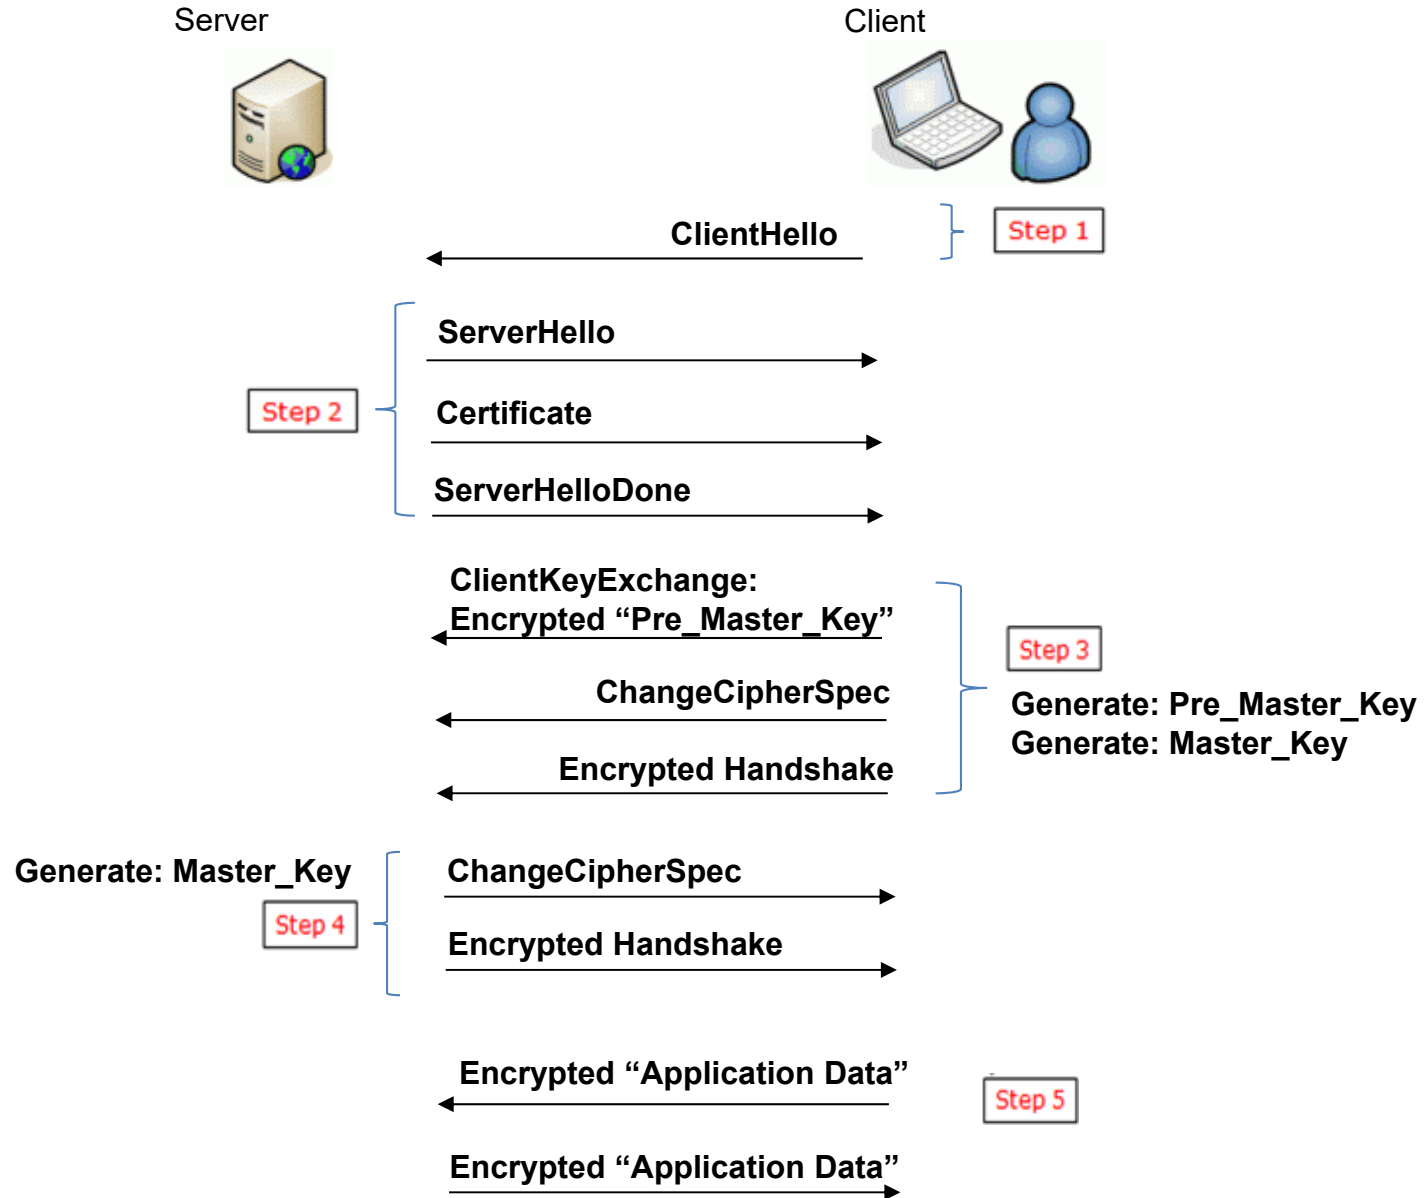 Server
Client
ClientHello
Step 1
ServerHello
Step 2
Certificate
ServerHelloDone
ClientKeyExchange:
Encrypted “Pre_Master_Key”
Step 3
ChangeCipherSpec
Generate: Pre_Master_Key
Generate: Master_Key
Encrypted Handshake
Generate: Master_Key
ChangeCipherSpec
Step 4
Encrypted Handshake
Encrypted “Application Data”
Step 5
Encrypted “Application Data”